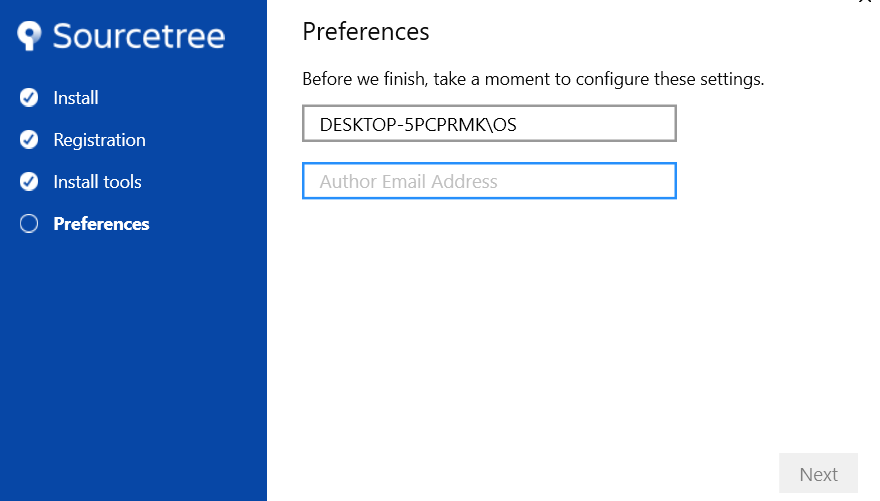 Sourcetree
Install
Registration
Install tools
Preferences
Preferences
Before we finish, take a moment to configure these settings.
DESKTOP-5PCPRMK\OS
Author Email Address
Next